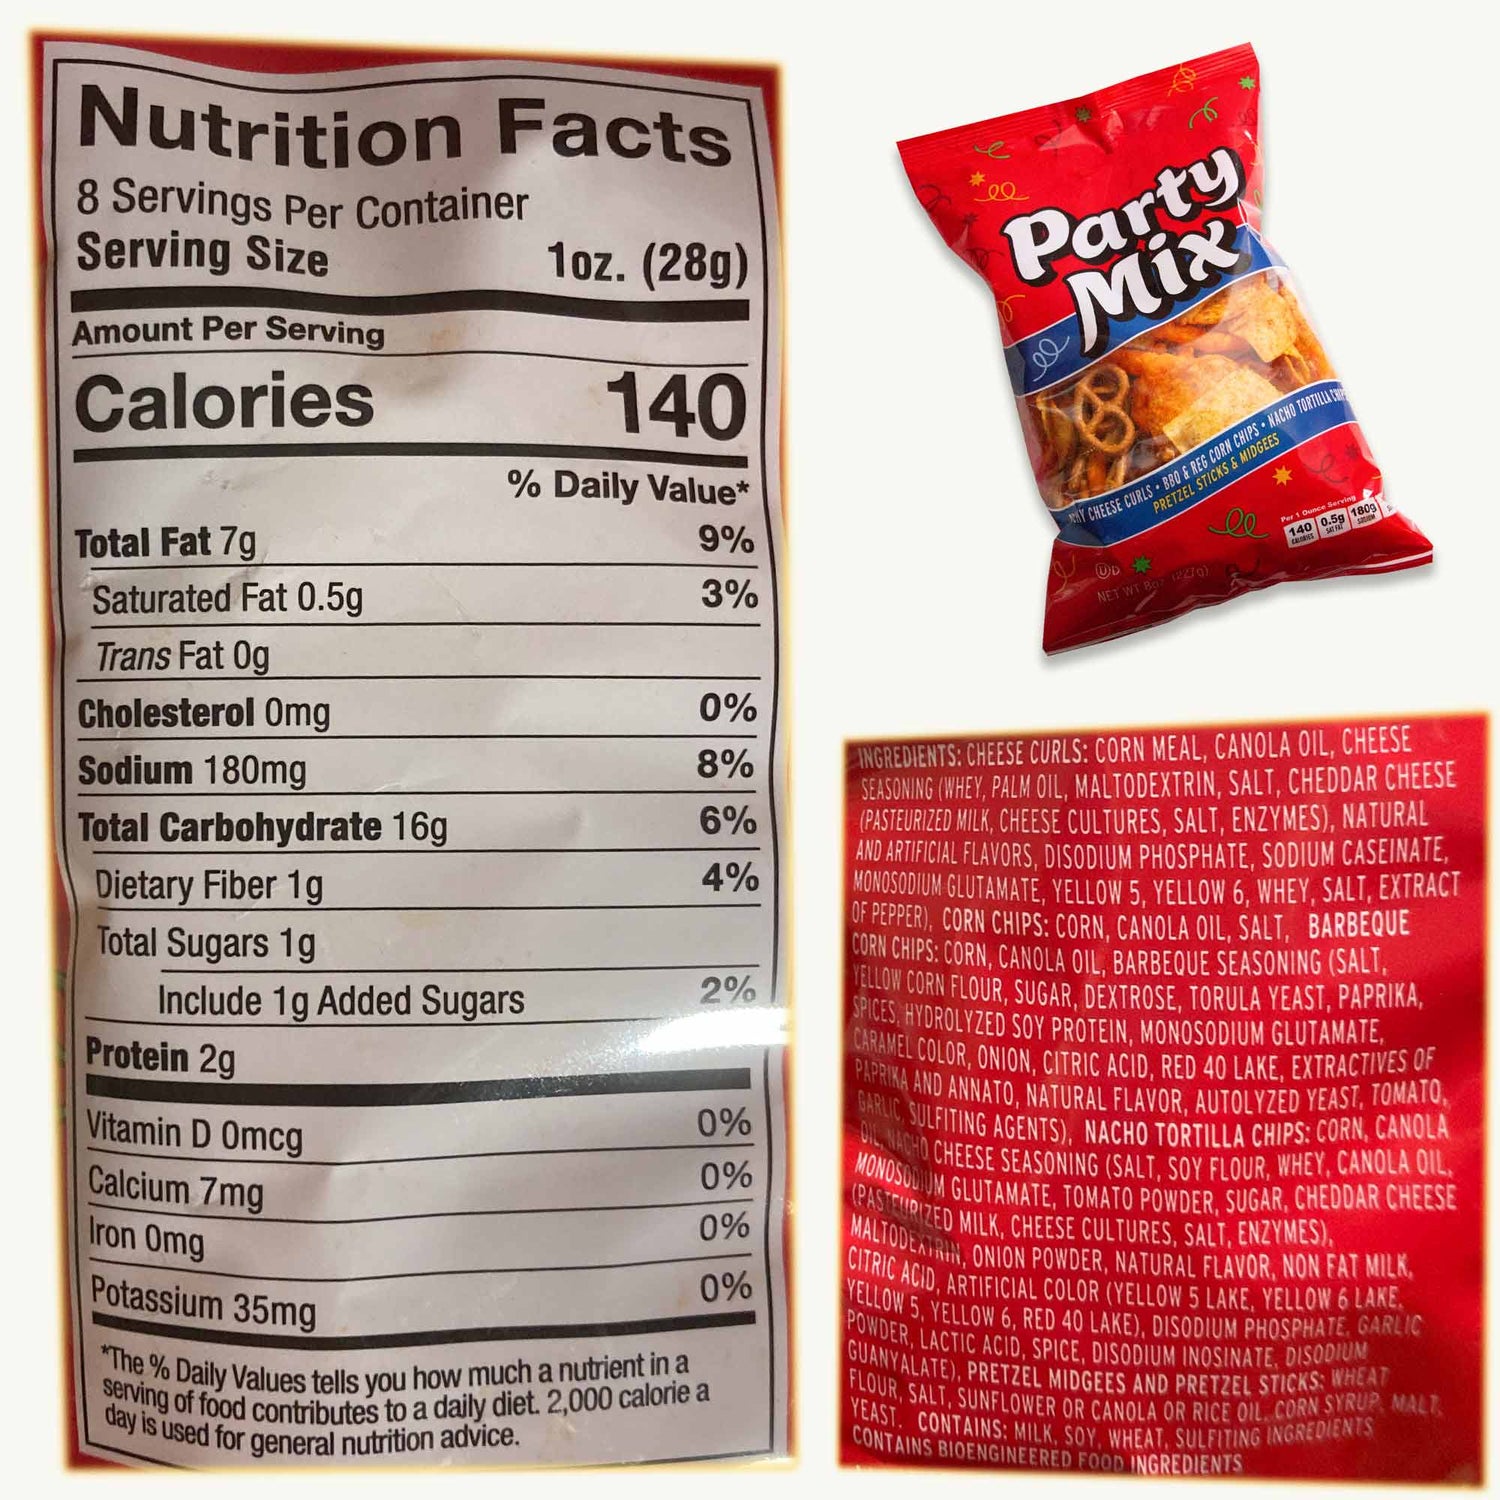 Nutrition Facts
8 Servings Per Container
Serving Size 1oz. (28g)
Amount Per Serving
Calories 140
% Daily Value*
Total Fat 7g 9%
Saturated Fat 0.5g 3%
Trans Fat 0g
Cholesterol 0mg 0%
Sodium 180mg 8%
Total Carbohydrate 16g 6%
Dietary Fiber 1g 4%
Total Sugars 1g
Include 1g Added Sugars 2%
Protein 2g
Vitamin D 0mcg 0%
Calcium 7mg 0%
Iron 0mg 0%
Potassium 35mg 0%
*The % Daily Values tells you how much a nutrient in a
serving of food contributes to a daily diet. 2,000 calorie a
day is used for general nutrition advice.
Party
Mix
CHEESE CURLS • BBQ & REG CORN CHIPS • NACHO TORTILLA CHIPS
PRETZEL STICKS & MIDGEES
Per 1 Ounce Serving
140 0.5g 180g
CALORIES SAT FAT SODIUM
UD
NET WT 8oz (227g)
INGREDIENTS: CHEESE CURLS: CORN MEAL, CANOLA OIL, CHEESE
SEASONING (WHEY, PALM OIL, MALTODEXTRIN, SALT, CHEDDAR CHEESE
(PASTEURIZED MILK, CHEESE CULTURES, SALT, ENZYMES), NATURAL
AND ARTIFICIAL FLAVORS, DISODIUM PHOSPHATE, SODIUM CASEINATE,
MONOSODIUM GLUTAMATE, YELLOW 5, YELLOW 6, WHEY, SALT, EXTRACT
OF PEPPER), CORN CHIPS: CORN, CANOLA OIL, SALT, BARBEQUE
CORN CHIPS: CORN, CANOLA OIL, BARBEQUE SEASONING (SALT,
YELLOW CORN FLOUR, SUGAR, DEXTROSE, TORULA YEAST, PAPRIKA,
SPICES, HYDROLYZED SOY PROTEIN, MONOSODIUM GLUTAMATE,
CARAMEL COLOR, ONION, CITRIC ACID, RED 40 LAKE, EXTRACTIVES OF
PAPRIKA AND ANNATO, NATURAL FLAVOR, AUTOLYZED YEAST, TOMATO,
GARLIC, SULFITING AGENTS), NACHO TORTILLA CHIPS: CORN, CANOLA
OIL, NACHO CHEESE SEASONING (SALT, SOY FLOUR, WHEY, CANOLA OIL,
MONOSODIUM GLUTAMATE, TOMATO POWDER, SUGAR, CHEDDAR CHEESE
(PASTEURIZED MILK, CHEESE CULTURES, SALT, ENZYMES),
MALTODEXTRIN, ONION POWDER, NATURAL FLAVOR, NON FAT MILK,
CITRIC ACID, ARTIFICIAL COLOR (YELLOW 5 LAKE, YELLOW 6 LAKE,
YELLOW 5, YELLOW 6, RED 40 LAKE), DISODIUM PHOSPHATE, GARLIC
POWDER, LACTIC ACID, SPICE, DISODIUM INOSINATE, DISODIUM
GUANYALATE), PRETZEL MIDGEES AND PRETZEL STICKS: WHEAT
FLOUR, SALT, SUNFLOWER OR CANOLA OR RICE OIL, CORN SYRUP, MALT,
YEAST. CONTAINS: MILK, SOY, WHEAT, SULFITING INGREDIENTS
CONTAINS BIOENGINEERED FOOD INGREDIENTS